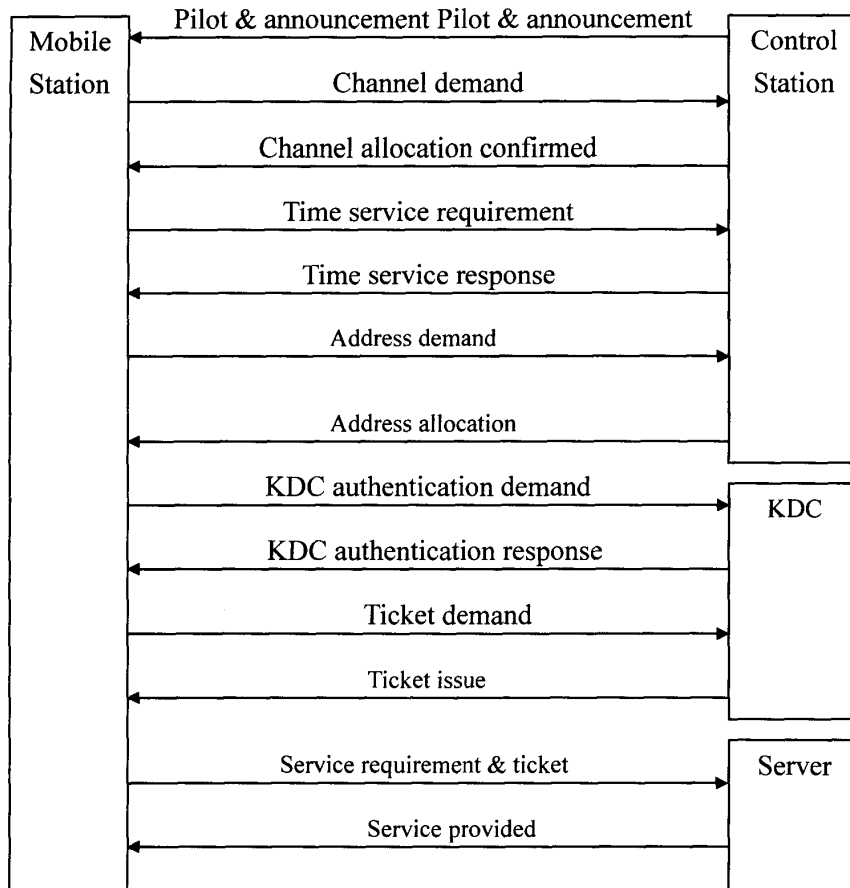 Pilot & announcement Pilot & announcement
Mobile
Station
Control
Station
Channel demand
Channel allocation confirmed
Time service requirement
Time service response
Address demand
Address allocation
KDC authentication demand
KDC
KDC authentication response
Ticket demand
Ticket issue
Service requirement & ticket
Server
Service provided